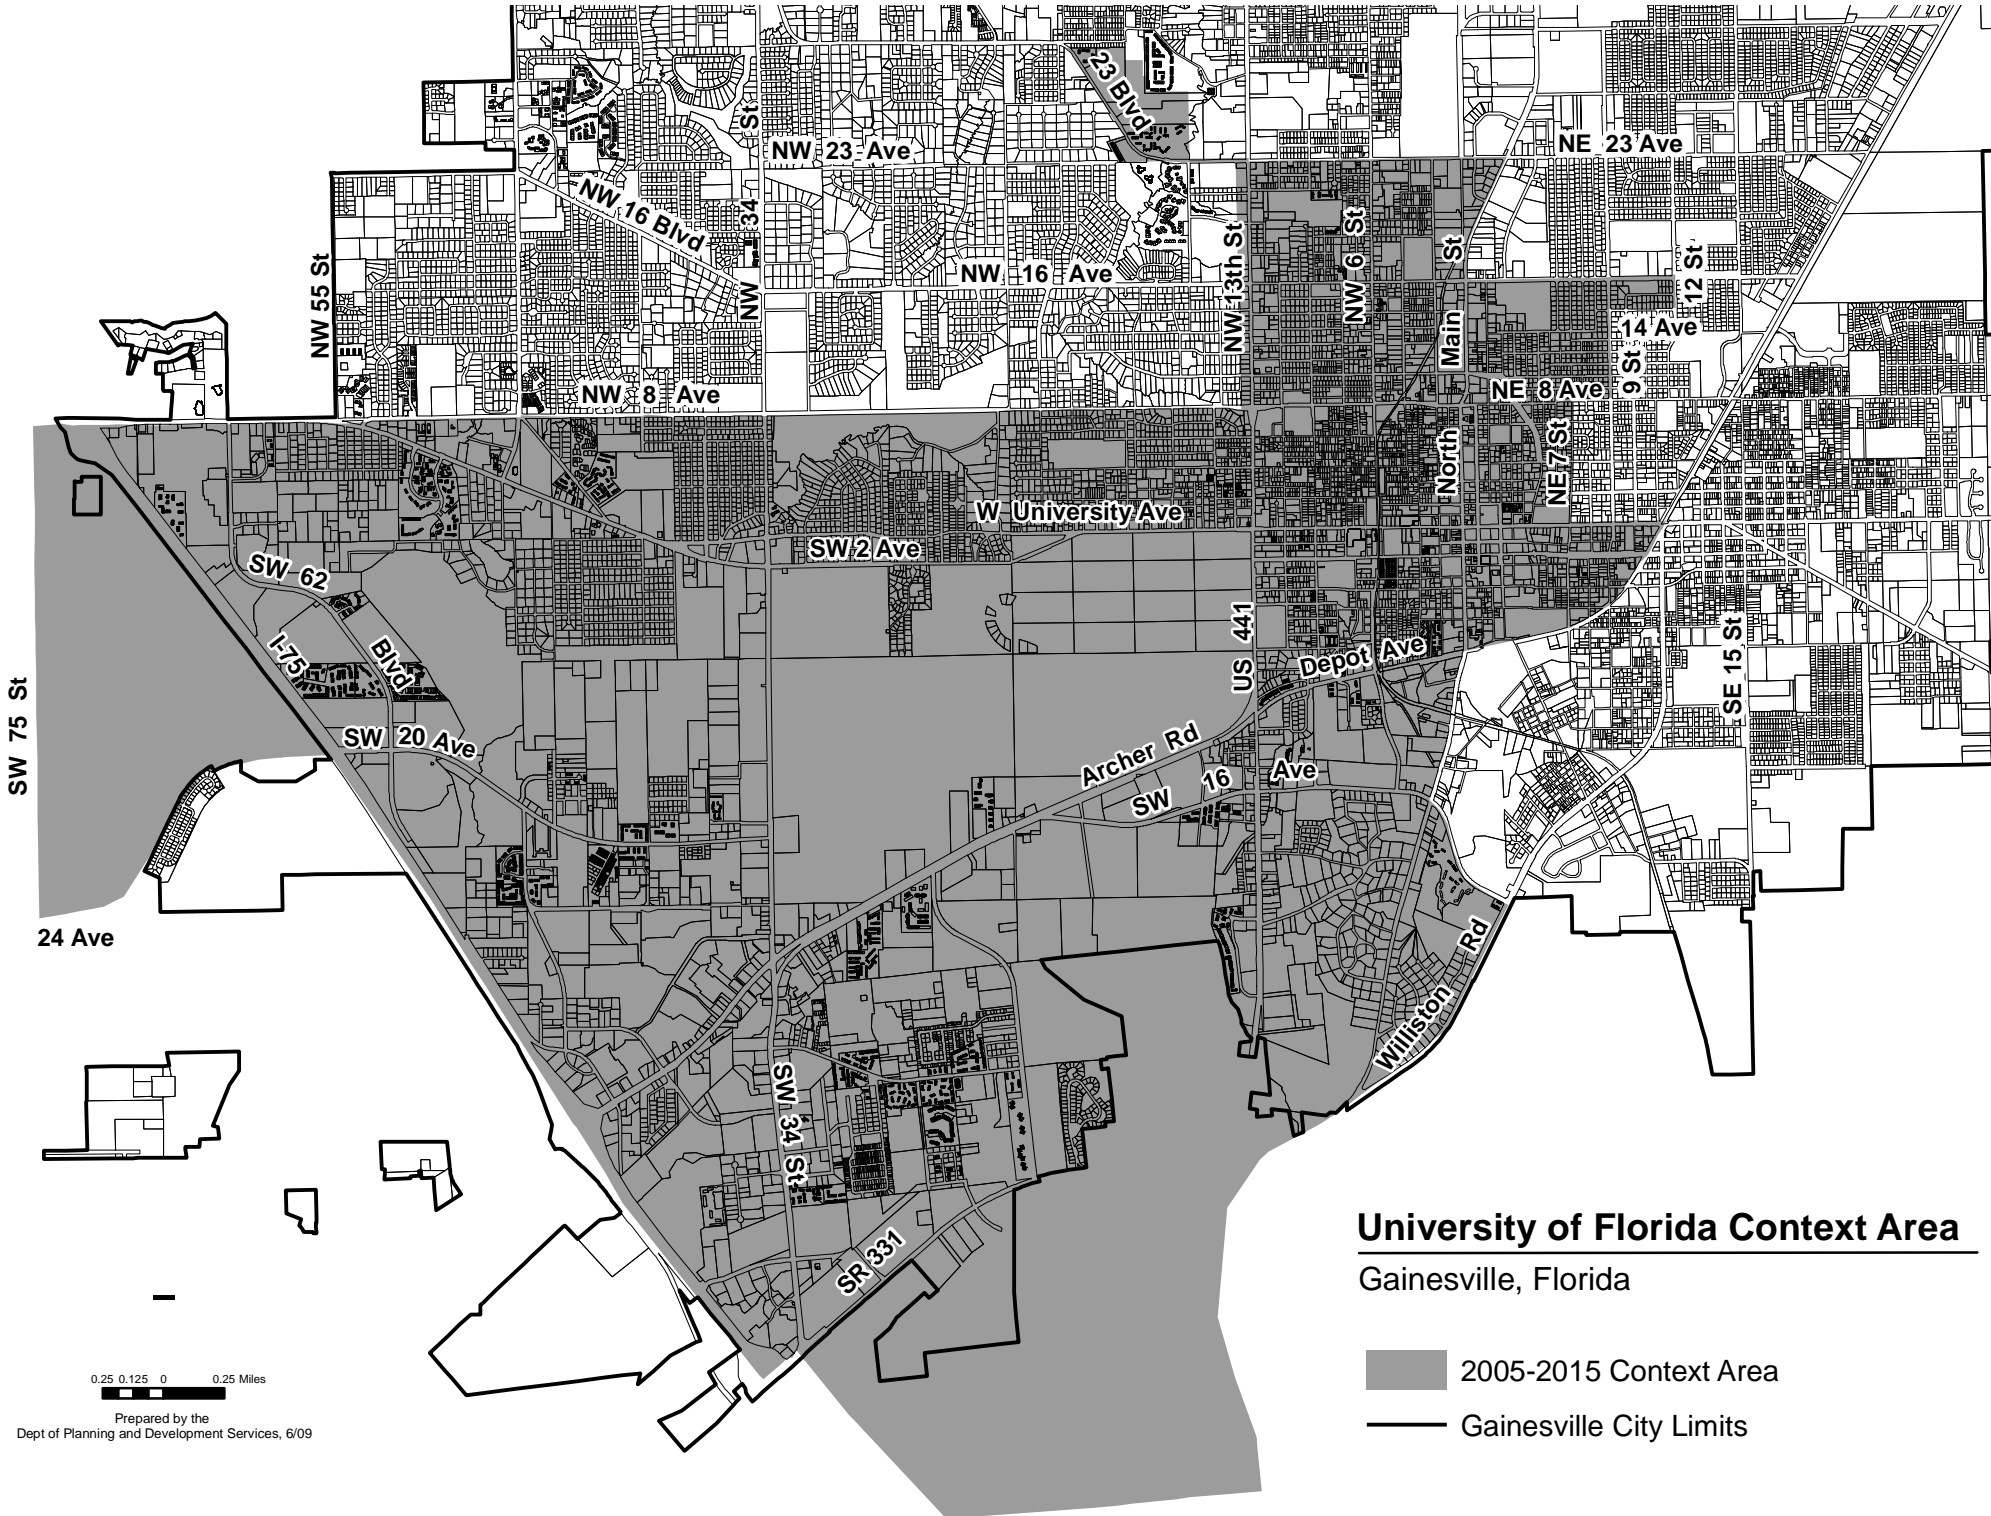 23 Blvd
NW 23 Ave
NE 23 Ave
NW 16 Blvd
NW 34 St
NW 55 St
NW 16 Ave
NW 13th St
NW 6 St
Main St
12 St
14 Ave
9 St
NW 8 Ave
NE 8 Ave
North
NE 7 St
W University Ave
SW 2 Ave
SW 62 Blvd
I-75
US 441
Depot Ave
SE 15 St
SW 75 St
SW 20 Ave
Archer Rd
SW 16 Ave
24 Ave
Williston Rd
SW 34 St
SR 331
University of Florida Context Area
Gainesville, Florida
2005-2015 Context Area
Gainesville City Limits
0.25 0.125 0 0.25 Miles
Prepared by the
Dept of Planning and Development Services, 6/09